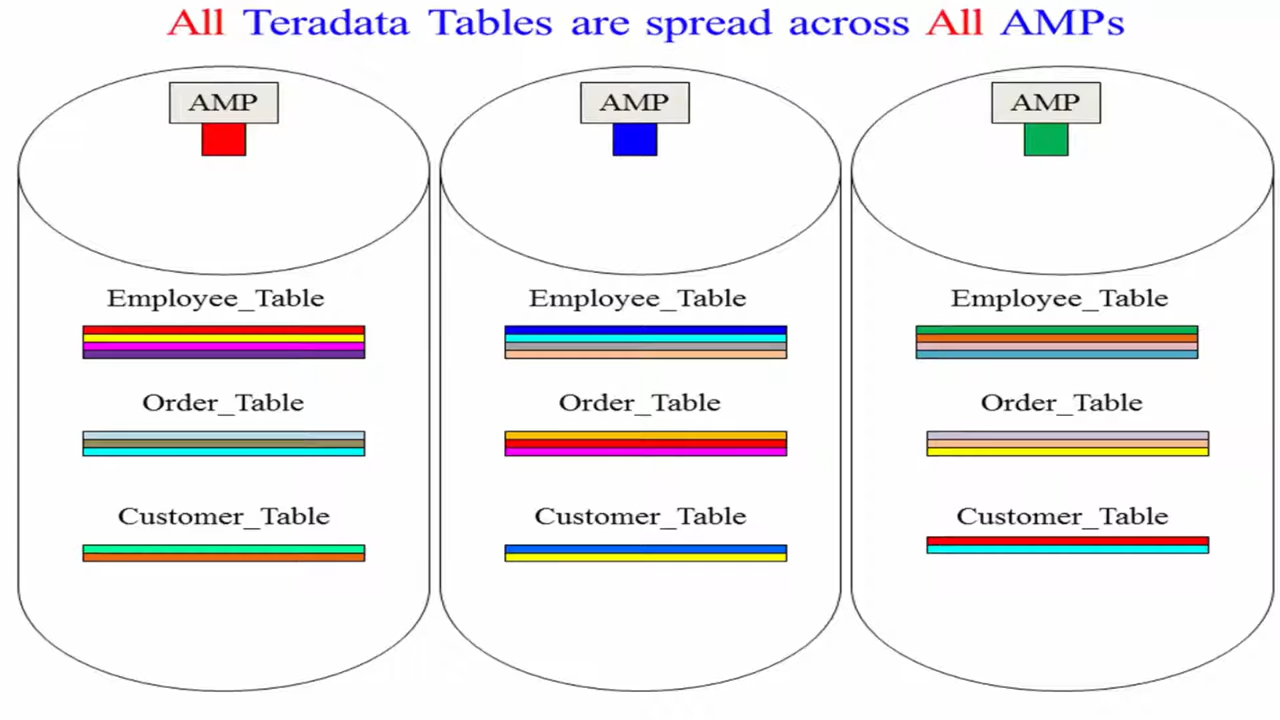 All Teradata Tables are spread across All AMPs
AMP
AMP
AMP
Employee_Table
Employee_Table
Employee_Table
Order_Table
Order_Table
Order_Table
Customer_Table
Customer_Table
Customer_Table